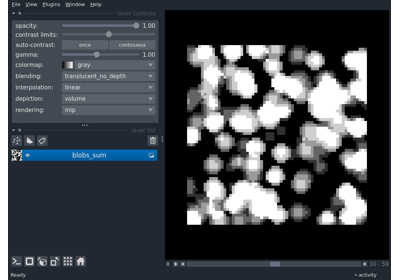 File View Plugins Window Help
layer controls
opacity: 1.00
contrast limits:
auto-contrast: once continuous
gamma: 1.00
colormap: gray
blending: translucent_no_depth
interpolation: linear
depiction: volume
rendering: mip
layer list
blobs_sum
30 59
Ready activity